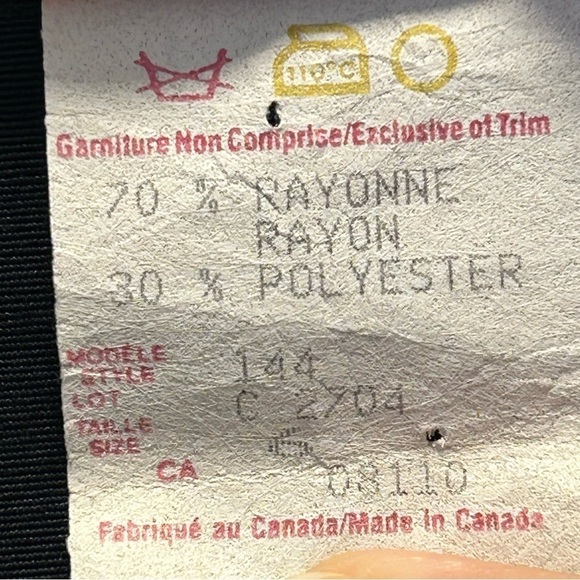 110°C
Garniture Non Comprise/Exclusive of Trim
70 % RAYONNE
RAYON
30 % POLYESTER
MODÈLE
STYLE 144
LOT C 2704
TAILLE
SIZE
CA 08110
Fabriqué au Canada/Made in Canada